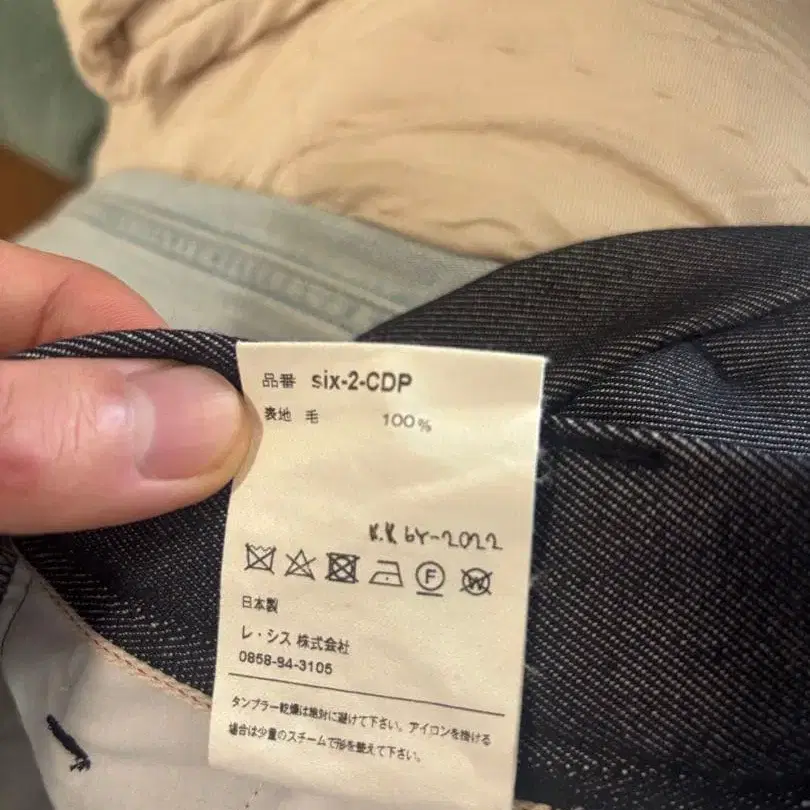 品番 six-2-CDP
表地 毛 100%
K.K by-2022
F
W
日本製
レ・シス 株式会社
0858-94-3105
タンブラー乾燥は絶対に避けて下さい。アイロンを掛ける
場合は少量のスチームで形を整えて下さい。